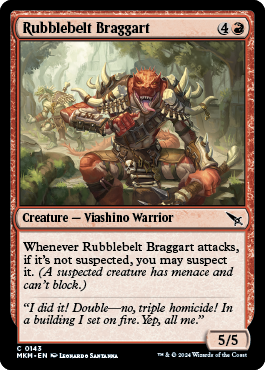 Rubblebelt Braggart
4
Creature — Viashino Warrior
Whenever Rubblebelt Braggart attacks,
if it's not suspected, you may suspect
it. (A suspected creature has menace and
can't block.)
"I did it! Double—no, triple homicide! In
a building I set on fire. Yep, all me."
5/5
C 0143
MKM • EN Leonardo Santanna
™ & © 2024 Wizards of the Coast